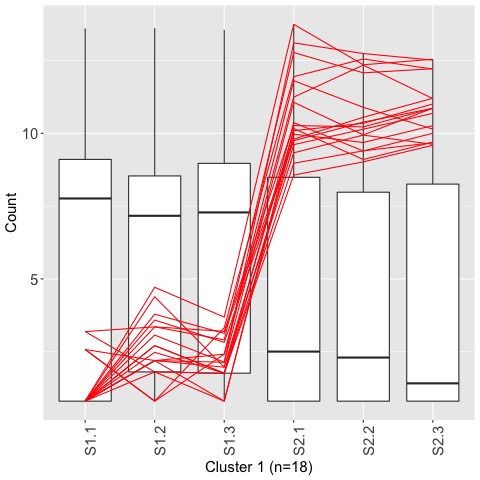 Count
10
5
S1.1
S1.2
S1.3
S2.1
S2.2
S2.3
Cluster 1 (n=18)